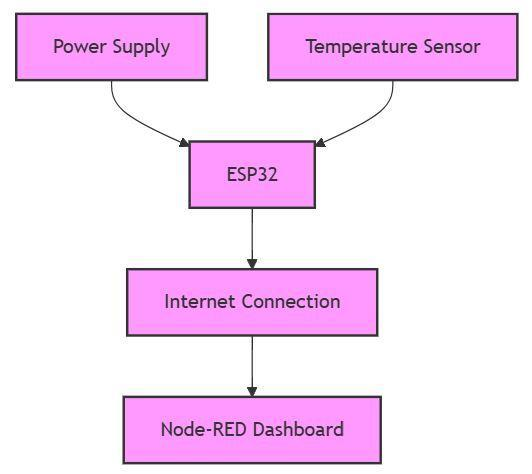 Power Supply
Temperature Sensor
ESP32
Internet Connection
Node-RED Dashboard